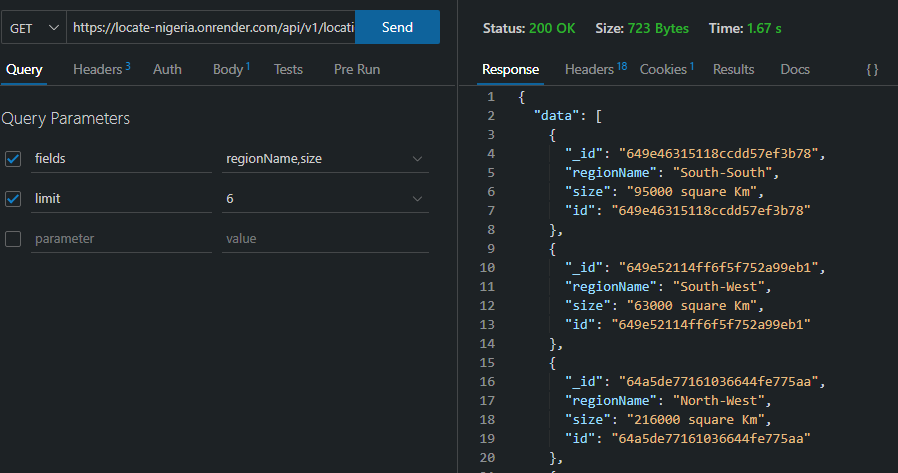 GET https://locate-nigeria.onrender.com/api/v1/locati Send
Query Headers 3 Auth Body 1 Tests Pre Run
Query Parameters
fields regionName,size
limit 6
parameter value
Status: 200 OK Size: 723 Bytes Time: 1.67 s
Response Headers 18 Cookies 1 Results Docs { }
1 {
2 "data": [
3 {
4 "_id": "649e46315118ccdd57ef3b78",
5 "regionName": "South-South",
6 "size": "95000 square Km",
7 "id": "649e46315118ccdd57ef3b78"
8 },
9 {
10 "_id": "649e52114ff6f5f752a99eb1",
11 "regionName": "South-West",
12 "size": "63000 square Km",
13 "id": "649e52114ff6f5f752a99eb1"
14 },
15 {
16 "_id": "64a5de77161036644fe775aa",
17 "regionName": "North-West",
18 "size": "216000 square Km",
19 "id": "64a5de77161036644fe775aa"
20 },